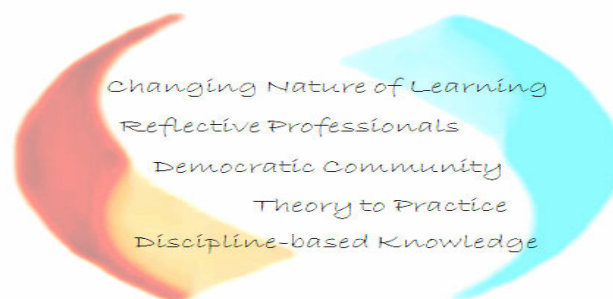 Changing Nature of Learning
Reflective Professionals
Democratic Community
Theory to Practice
Discipline-based Knowledge